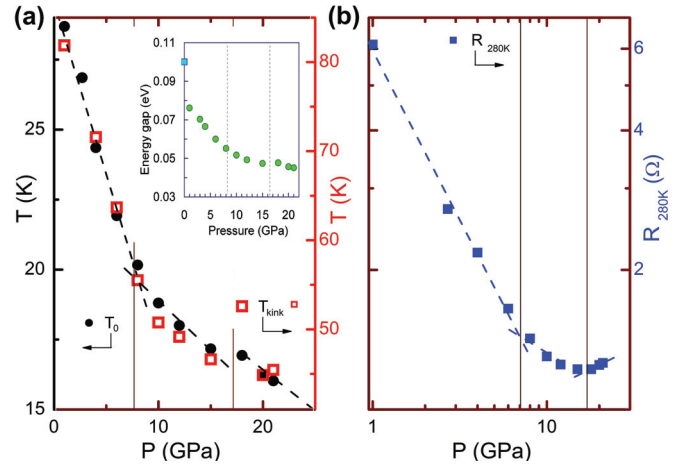 (a)
(b)
T (K)
25
20
15
0
10
20
P (GPa)
T (K)
80
70
60
50
T0
Tkink
Energy gap (eV)
0.11
0.09
0.07
0.05
0.03
0
5
10
15
20
Pressure (GPa)
R 280K
R 280K (Ω)
6
4
2
1
10
P (GPa)